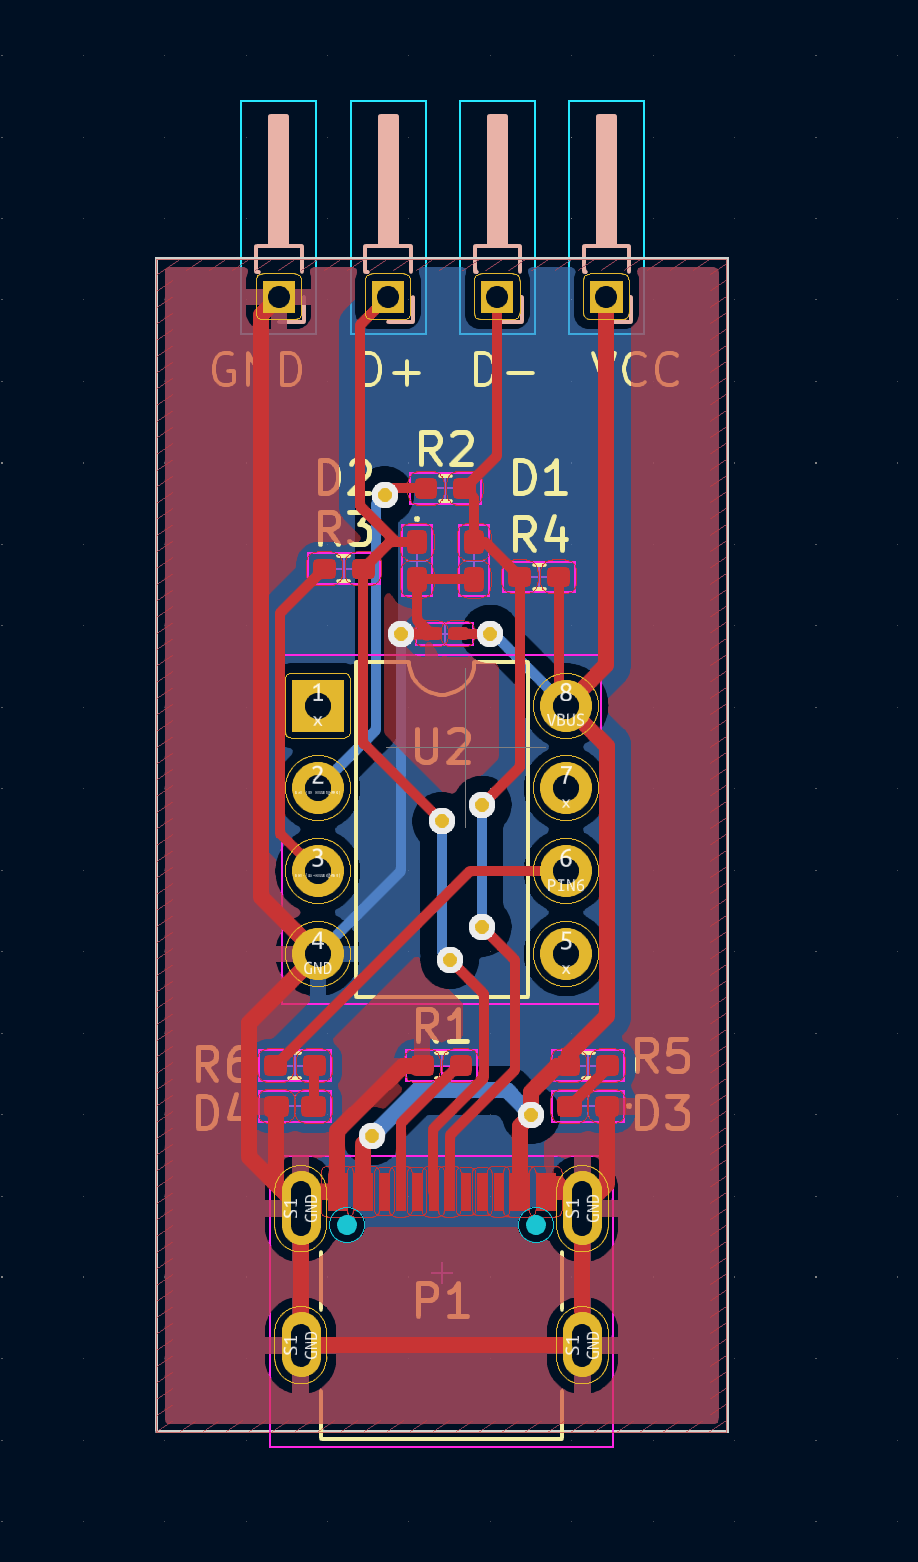 GND D+ D- VCC
R2
D2 D1
R3 R4
1
x
8
VBUS
U2
2
7
x
3
6
PIN6
4
GND
5
x
R1
R6 R5
D4 D3
S1
GND
S1
GND
P1
S1
GND
S1
GND